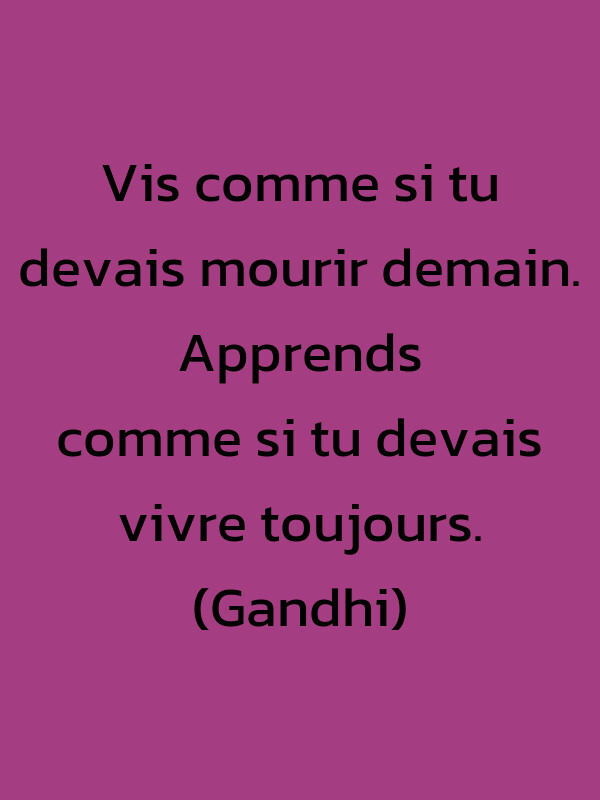 Vis comme si tu
devais mourir demain.
Apprends
comme si tu devais
vivre toujours.
(Gandhi)